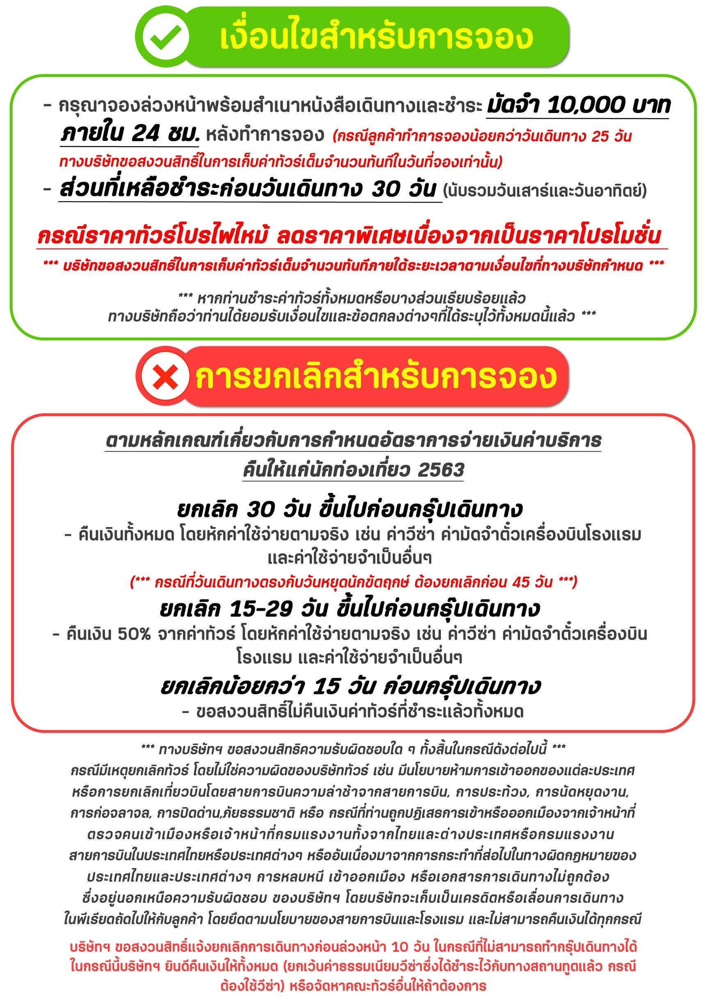 เงื่อนไขสำหรับการจอง
- กรุณาจองล่วงหน้าพร้อมสำเนาหนังสือเดินทางและชำระ มัดจำ 10,000 บาท
ภายใน 24 ชม. หลังทำการจอง (กรณีลูกค้าทำการจองน้อยกว่าวันเดินทาง 25 วัน
ทางบริษัทขอสงวนสิทธิ์ในการเก็บค่าทัวร์เต็มจำนวนทันทีในวันที่จองเท่านั้น)
- ส่วนที่เหลือชำระก่อนวันเดินทาง 30 วัน (นับรวมวันเสาร์และวันอาทิตย์)
กรณีราคาทัวร์โปรไฟไหม้ ลดราคาพิเศษเนื่องจากเป็นราคาโปรโมชั่น
*** บริษัทขอสงวนสิทธิ์ในการเก็บค่าทัวร์เต็มจำนวนทันทีภายใต้ระยะเวลาตามเงื่อนไขที่ทางบริษัทกำหนด ***
*** หากท่านชำระค่าทัวร์ทั้งหมดหรือบางส่วนเรียบร้อยแล้ว
ทางบริษัทถือว่าท่านได้ยอมรับเงื่อนไขและข้อตกลงต่างๆที่ได้ระบุไว้ทั้งหมดนี้แล้ว ***
การยกเลิกสำหรับการจอง
ตามหลักเกณฑ์เกี่ยวกับการกำหนดอัตราการจ่ายเงินค่าบริการ
คืนให้แก่นักท่องเที่ยว 2563
ยกเลิก 30 วัน ขึ้นไปก่อนกรุ๊ปเดินทาง
- คืนเงินทั้งหมด โดยหักค่าใช้จ่ายตามจริง เช่น ค่าวีซ่า ค่ามัดจำตั๋วเครื่องบินโรงแรม
และค่าใช้จ่ายจำเป็นอื่นๆ
(*** กรณีที่วันเดินทางตรงกับวันหยุดนักขัตฤกษ์ ต้องยกเลิกก่อน 45 วัน ***)
ยกเลิก 15-29 วัน ขึ้นไปก่อนกรุ๊ปเดินทาง
- คืนเงิน 50% จากค่าทัวร์ โดยหักค่าใช้จ่ายตามจริง เช่น ค่าวีซ่า ค่ามัดจำตั๋วเครื่องบิน
โรงแรม และค่าใช้จ่ายจำเป็นอื่นๆ
ยกเลิกน้อยกว่า 15 วัน ก่อนกรุ๊ปเดินทาง
- ขอสงวนสิทธิ์ไม่คืนเงินค่าทัวร์ที่ชำระแล้วทั้งหมด
*** ทางบริษัทฯ ขอสงวนสิทธิความรับผิดชอบใด ๆ ทั้งสิ้นในกรณีดังต่อไปนี้ ***
กรณีมีเหตุยกเลิกทัวร์ โดยไม่ใช่ความผิดของบริษัททัวร์ เช่น มีนโยบายห้ามการเข้าออกของแต่ละประเทศ
หรือการยกเลิกเที่ยวบินโดยสายการบินความล่าช้าจากสายการบิน, การประท้วง, การนัดหยุดงาน,
การก่อจลาจล, การปิดด่าน,ภัยธรรมชาติ หรือ กรณีที่ท่านถูกปฏิเสธการเข้าหรือออกเมืองจากเจ้าหน้าที่
ตรวจคนเข้าเมืองหรือเจ้าหน้าที่กรมแรงงานทั้งจากไทยและต่างประเทศหรือกรมแรงงาน
สายการบินในประเทศไทยหรือประเทศต่างๆ หรืออันเนื่องมาจากการกระทำที่ส่อไปในทางผิดกฎหมายของ
ประเทศไทยและประเทศต่างๆ การหลบหนี เข้าออกเมือง หรือเอกสารการเดินทางไม่ถูกต้อง
ซึ่งอยู่นอกเหนือความรับผิดชอบ ของบริษัทฯ โดยบริษัทจะเก็บเป็นเครดิตหรือเลื่อนการเดินทาง
ในพีเรียดถัดไปให้กับลูกค้า โดยยึดตามนโยบายของสายการบินและโรงแรม และไม่สามารถคืนเงินได้ทุกกรณี
บริษัทฯ ขอสงวนสิทธิ์แจ้งยกเลิกการเดินทางก่อนล่วงหน้า 10 วัน ในกรณีที่ไม่สามารถทำกรุ๊ปเดินทางได้
ในกรณีนี้บริษัทฯ ยินดีคืนเงินให้ทั้งหมด (ยกเว้นค่าธรรมเนียมวีซ่าซึ่งได้ชำระไว้กับทางสถานทูตแล้ว กรณี
ต้องใช้วีซ่า) หรือจัดหาคณะทัวร์อื่นให้ถ้าต้องการ